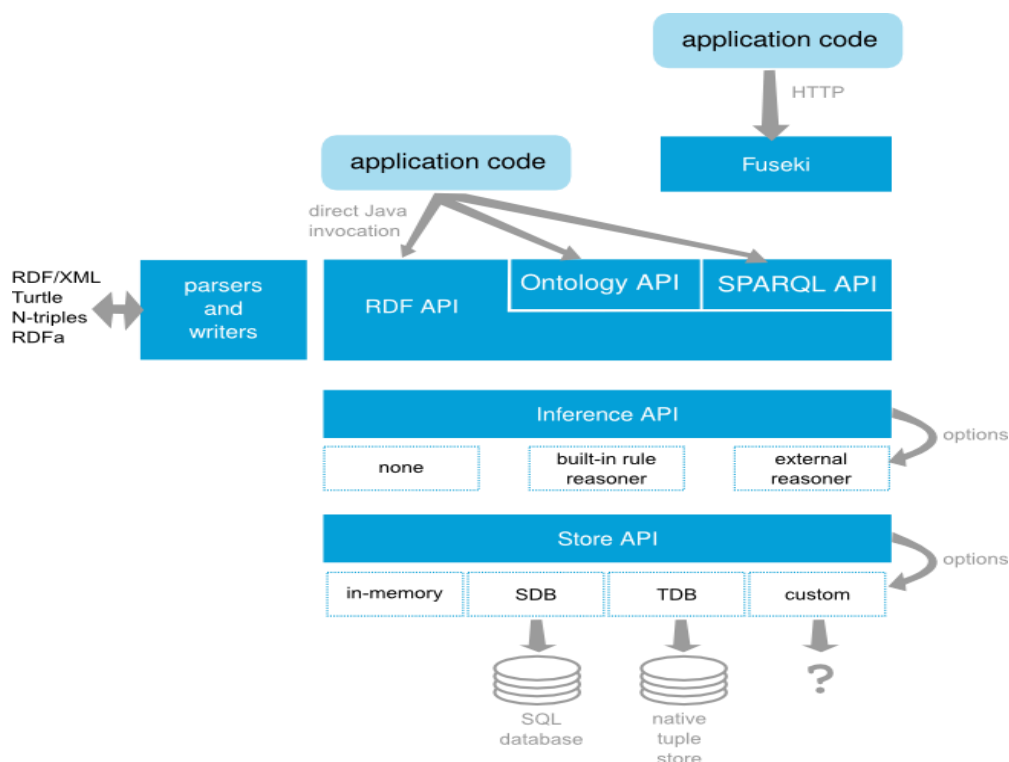 application code
HTTP
Fuseki
application code
direct Java
invocation
RDF/XML
Turtle
N-triples
RDFa
parsers
and
writers
RDF API
Ontology API
SPARQL API
Inference API
options
none
built-in rule
reasoner
external
reasoner
Store API
options
in-memory
SDB
TDB
custom
?
SQL
database
native
tuple
store